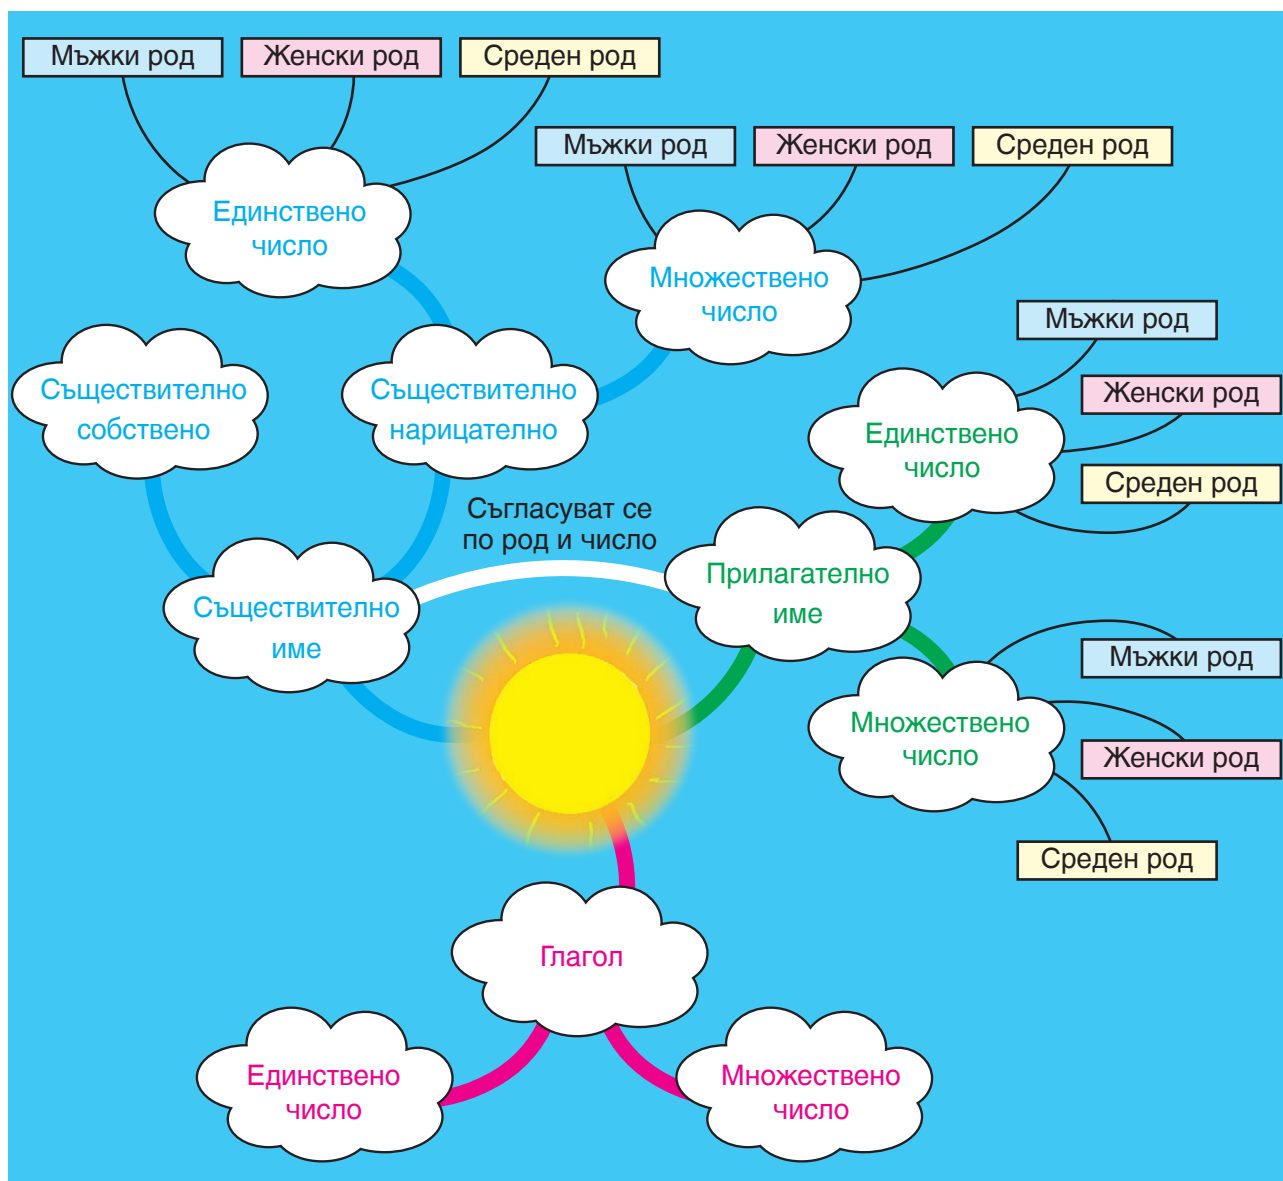 Мъжки род
Женски род
Среден род
Мъжки род
Женски род
Среден род
Единствено
число
Множествено
число
Мъжки род
Женски род
Среден род
Съществително
собствено
Съществително
нарицателно
Единствено
число
Съгласуват се
по род и число
Прилагателно
име
Съществително
име
Мъжки род
Множествено
число
Женски род
Среден род
Глагол
Единствено
число
Множествено
число